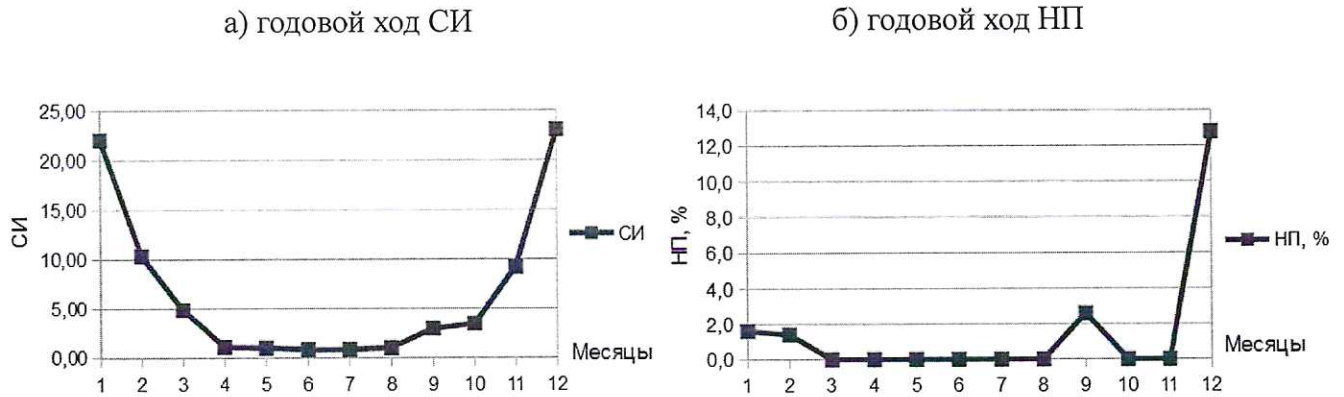 а) годовой ход СИ
25,00
20,00
15,00
10,00
5,00
0,00
СИ
1 2 3 4 5 6 7 8 9 10 11 12
Месяцы
СИ
б) годовой ход НП
14,0
12,0
10,0
8,0
6,0
4,0
2,0
0,0
НП, %
1 2 3 4 5 6 7 8 9 10 11 12
Месяцы
НП, %